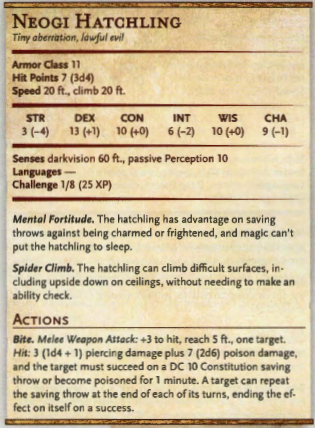 NEOGI HATCHLING
Tiny aberration, lawful evil
Armor Class 11
Hit Points 7 (3d4)
Speed 20 ft., climb 20 ft.
STR DEX CON INT WIS CHA
3 (−4) 13 (+1) 10 (+0) 6 (−2) 10 (+0) 9 (−1)
Senses darkvision 60 ft., passive Perception 10
Languages —
Challenge 1/8 (25 XP)
Mental Fortitude. The hatchling has advantage on saving
throws against being charmed or frightened, and magic can't
put the hatchling to sleep.
Spider Climb. The hatchling can climb difficult surfaces, in-
cluding upside down on ceilings, without needing to make an
ability check.
ACTIONS
Bite. Melee Weapon Attack: +3 to hit, reach 5 ft., one target.
Hit: 3 (1d4 + 1) piercing damage plus 7 (2d6) poison damage,
and the target must succeed on a DC 10 Constitution saving
throw or become poisoned for 1 minute. A target can repeat
the saving throw at the end of each of its turns, ending the ef-
fect on itself on a success.